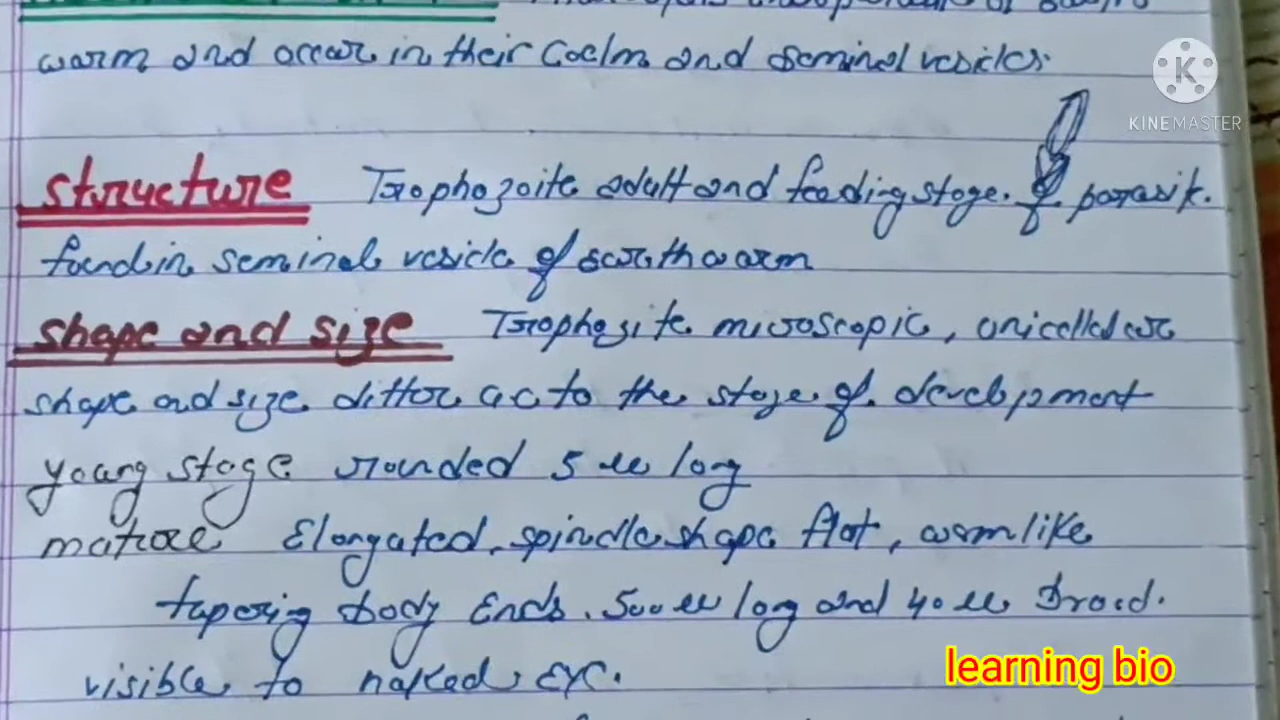 warm and occur in their Coelm and seminal vesicles.
KINEMASTER
structure Trophozoite adult and feeding stage. of parasite.
found in seminal vesicle of earthworm
shape and size Trophozite microscopic, unicellular
shape and size differ ac to the stage of development
young stage rounded 5 µ long
mature Elongated, spindle shape flat, wormlike
tapering body Ends. 500 µ long and 40 µ broad.
visible to naked eye.
learning bio